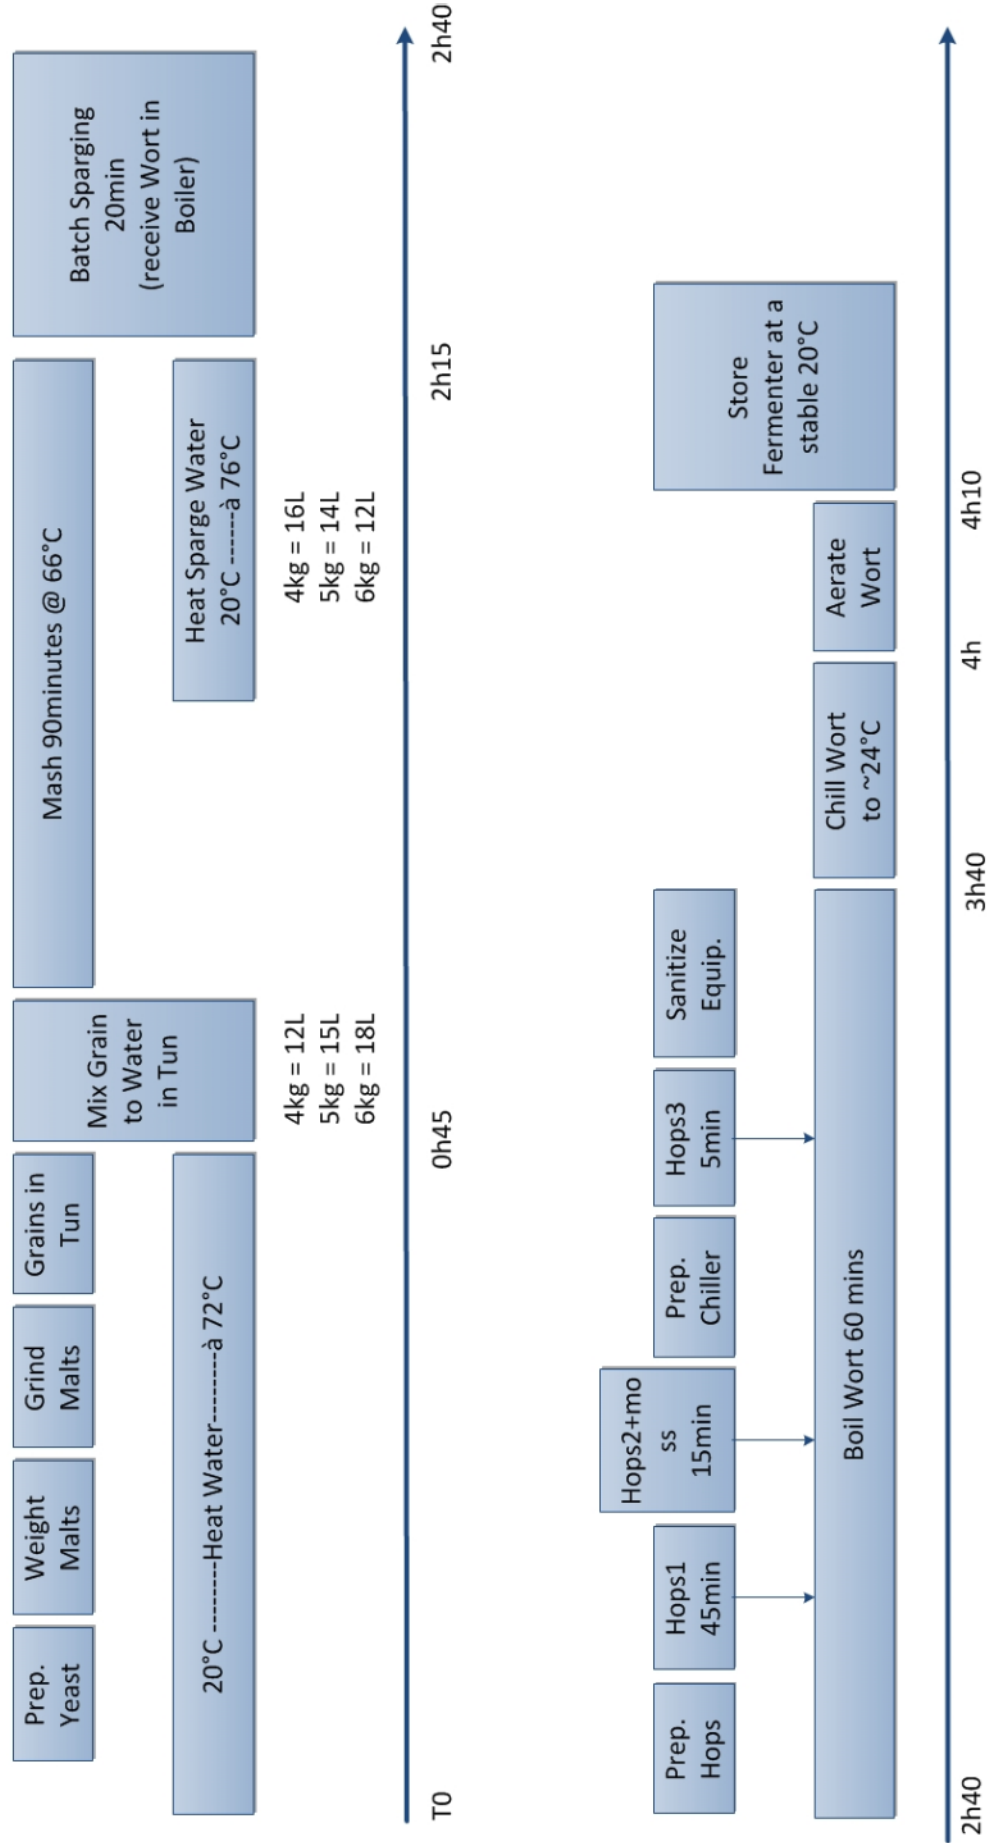 Prep.
Yeast
Weight
Malts
Grind
Malts
Grains in
Tun
20°C --------Heat Water--------à 72°C
Mix Grain
to Water
in Tun
4kg = 12L
5kg = 15L
6kg = 18L
Mash 90minutes @ 66°C
Heat Sparge Water
20°C ------à 76°C
4kg = 16L
5kg = 14L
6kg = 12L
Batch Sparging
20min
(receive Wort in
Boiler)
T0
0h45
2h15
2h40
Prep.
Hops
Hops1
45min
Hops2+mo
ss
15min
Prep.
Chiller
Hops3
5min
Sanitize
Equip.
Boil Wort 60 mins
Chill Wort
to ~24°C
Aerate
Wort
Store
Fermenter at a
stable 20°C
2h40
3h40
4h
4h10